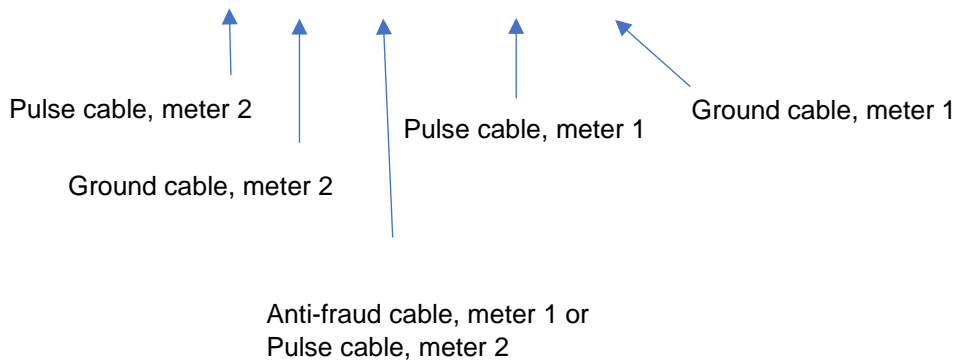 Pulse cable, meter 2
Ground cable, meter 2
Pulse cable, meter 1
Ground cable, meter 1
Anti-fraud cable, meter 1 or
Pulse cable, meter 2